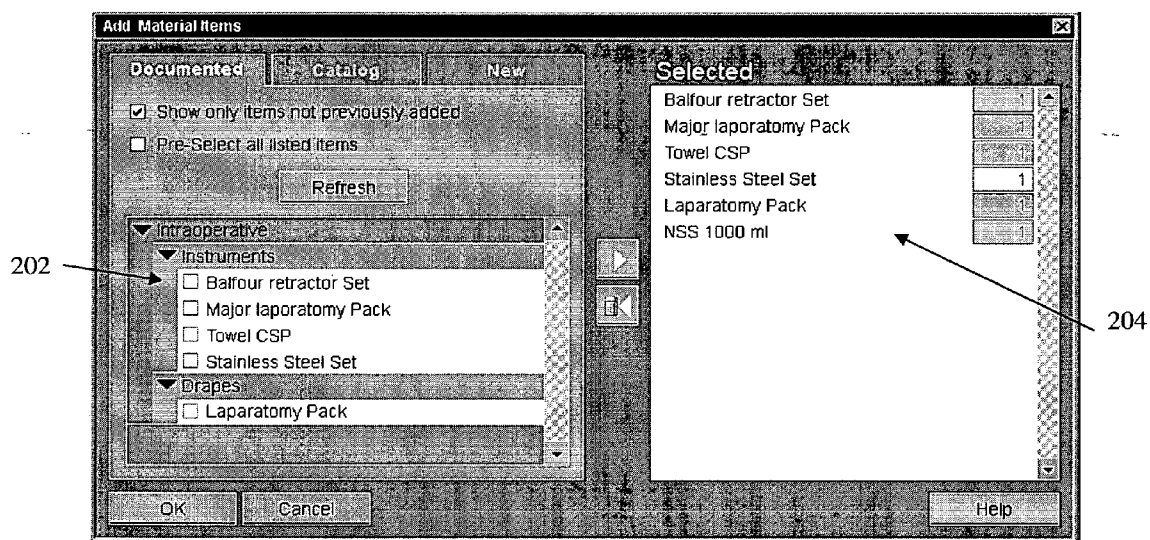 Add Material Items
Documented Catalog New
Show only items not previously added
Pre-Select all listed items
Refresh
Intraoperative
Instruments
Balfour retractor Set
Major laporatomy Pack
Towel CSP
Stainless Steel Set
Drapes
Laparatomy Pack
OK Cancel
Selected
Balfour retractor Set 1
Major laporatomy Pack
Towel CSP 1
Stainless Steel Set 1
Laparatomy Pack 1
NSS 1000 ml 1
Help
202
204